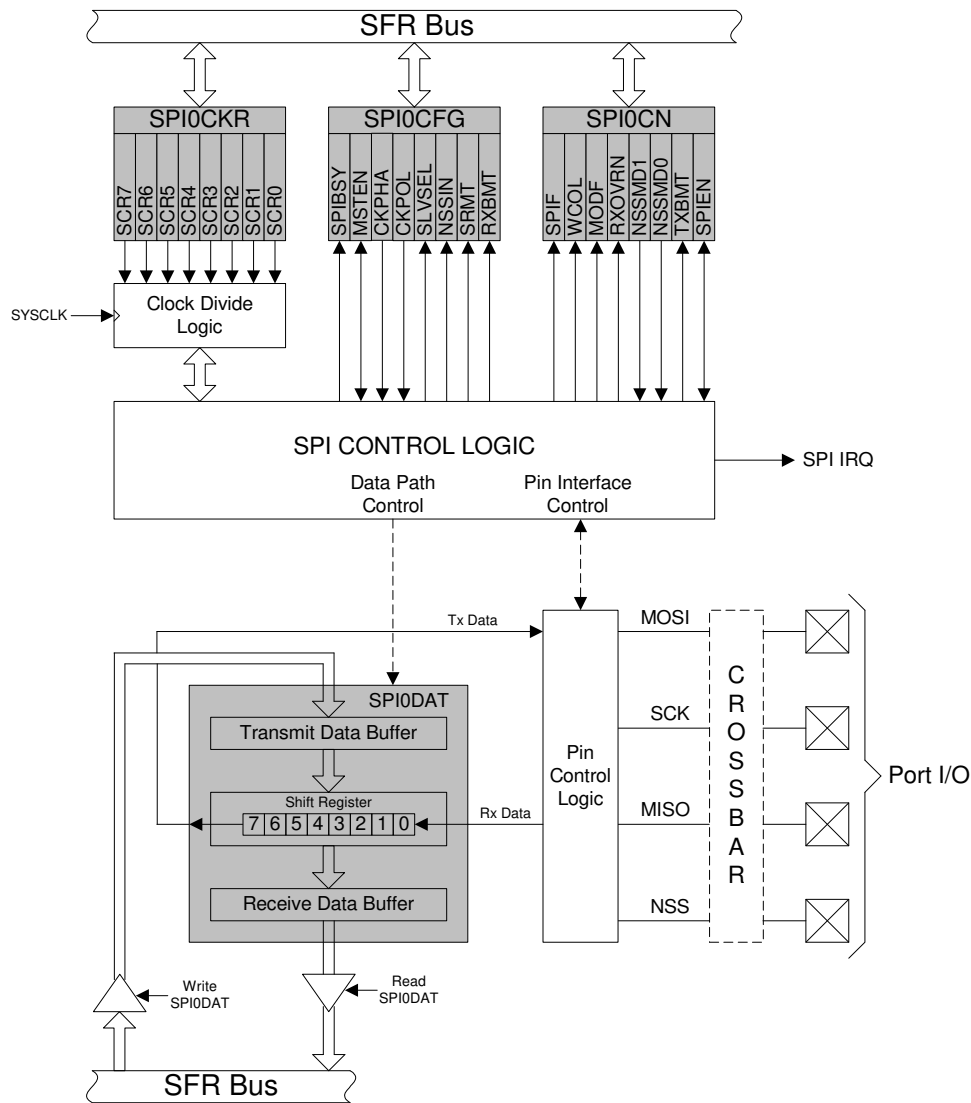 SFR Bus
SPI0CKR
SCR7
SCR6
SCR5
SCR4
SCR3
SCR2
SCR1
SCR0
SPI0CFG
SPIBSY
MSTEN
CKPHA
CKPOL
SLVSEL
NSSIN
SRMT
RXBMT
SPI0CN
SPIF
WCOL
MODF
RXOVRN
NSSMD1
NSSMD0
TXBMT
SPIEN
SYSCLK
Clock Divide
Logic
SPI CONTROL LOGIC
SPI IRQ
Data Path
Control
Pin Interface
Control
Tx Data
MOSI
SPI0DAT
Transmit Data Buffer
SCK
Shift Register
7 6 5 4 3 2 1 0
Rx Data
Pin
Control
Logic
MISO
Receive Data Buffer
NSS
CROSSBAR
Port I/O
Write
SPI0DAT
Read
SPI0DAT
SFR Bus